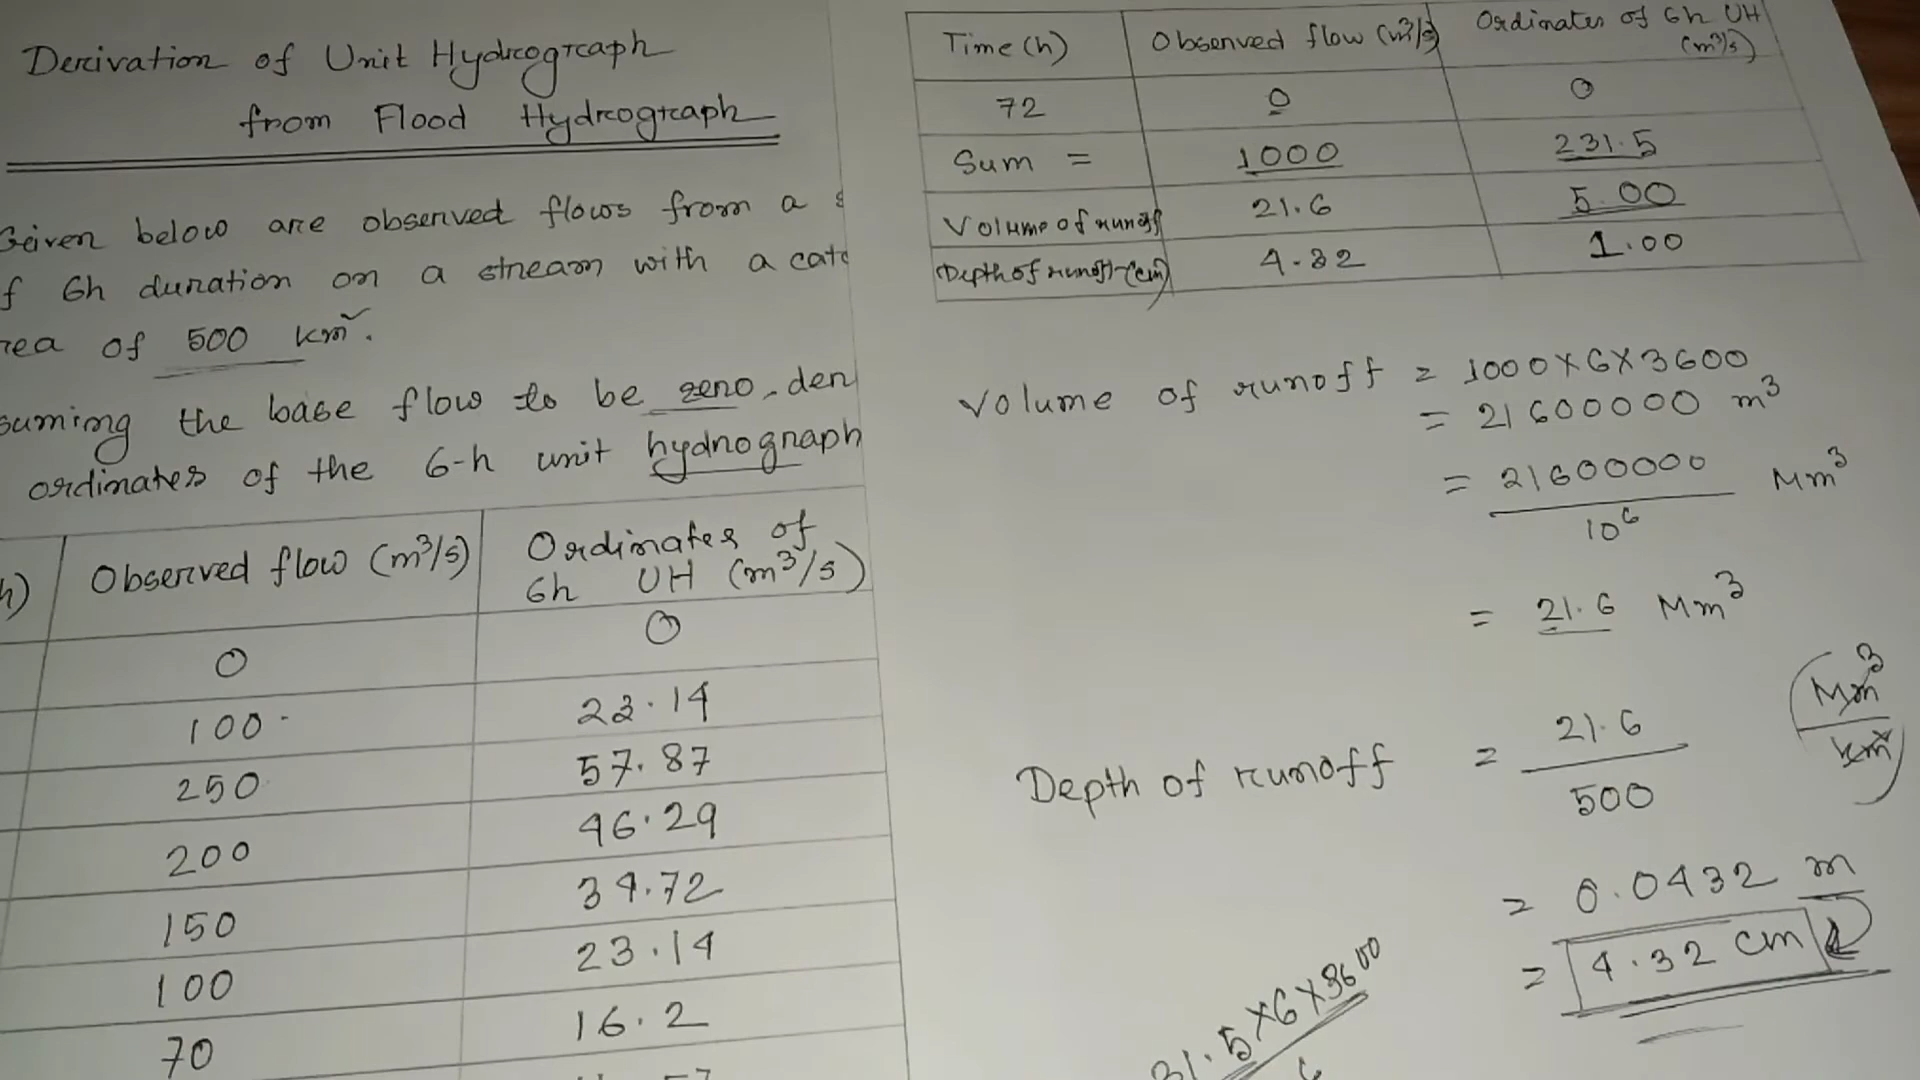 Derivation of Unit Hydrograph
from Flood Hydrograph
Given below are observed flows from a
f 6h duration on a stream with a catc
rea of 500 km².
suming the base flow to be zero, deri
ordinates of the 6-h unit hydrograph
h) Observed flow (m³/s) Ordinates of
6h UH (m³/s)
0 0
100 23.14
250 57.87
200 46.29
150 34.72
100 23.14
70 16.2
Time (h) Observed flow (m³/s) Ordinates of 6h UH
(m³/s)
72 0 0
Sum = 1000 231.5
Volume of runoff 21.6 5.00
Depth of runoff (cm) 4.32 1.00
Volume of runoff = 1000×6×3600
= 21600000 m³
= 21600000 Mm³
10⁶
= 21.6 Mm³
Depth of runoff = 21.6 (Mm³
500 km²)
= 0.0432 m
= 4.32 cm
31.5×6×3600